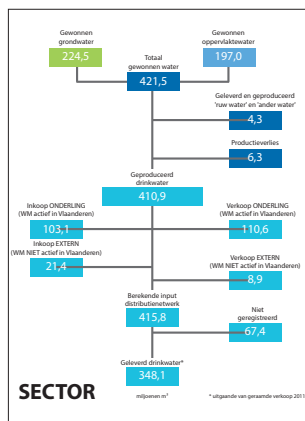 Gewonnen
grondwater
224,5
Gewonnen
oppervlaktewater
197,0
Totaal
gewonnen water
421,5
Geleverd en geproduceerd
'ruw water' en 'ander water'
4,3
Productieverlies
6,3
Geproduceerd
drinkwater
410,9
Inkoop ONDERLING
(WM actief in Vlaanderen)
103,1
Verkoop ONDERLING
(WM actief in Vlaanderen)
110,6
Inkoop EXTERN
(WM NIET actief in Vlaanderen)
21,4
Verkoop EXTERN
(WM NIET actief in Vlaanderen)
8,9
Berekende input
distributienetwerk
415,8
Niet
geregistreerd
67,4
Geleverd drinkwater*
348,1
SECTOR
miljoenen m³
* uitgaande van geraamde verkoop 2011